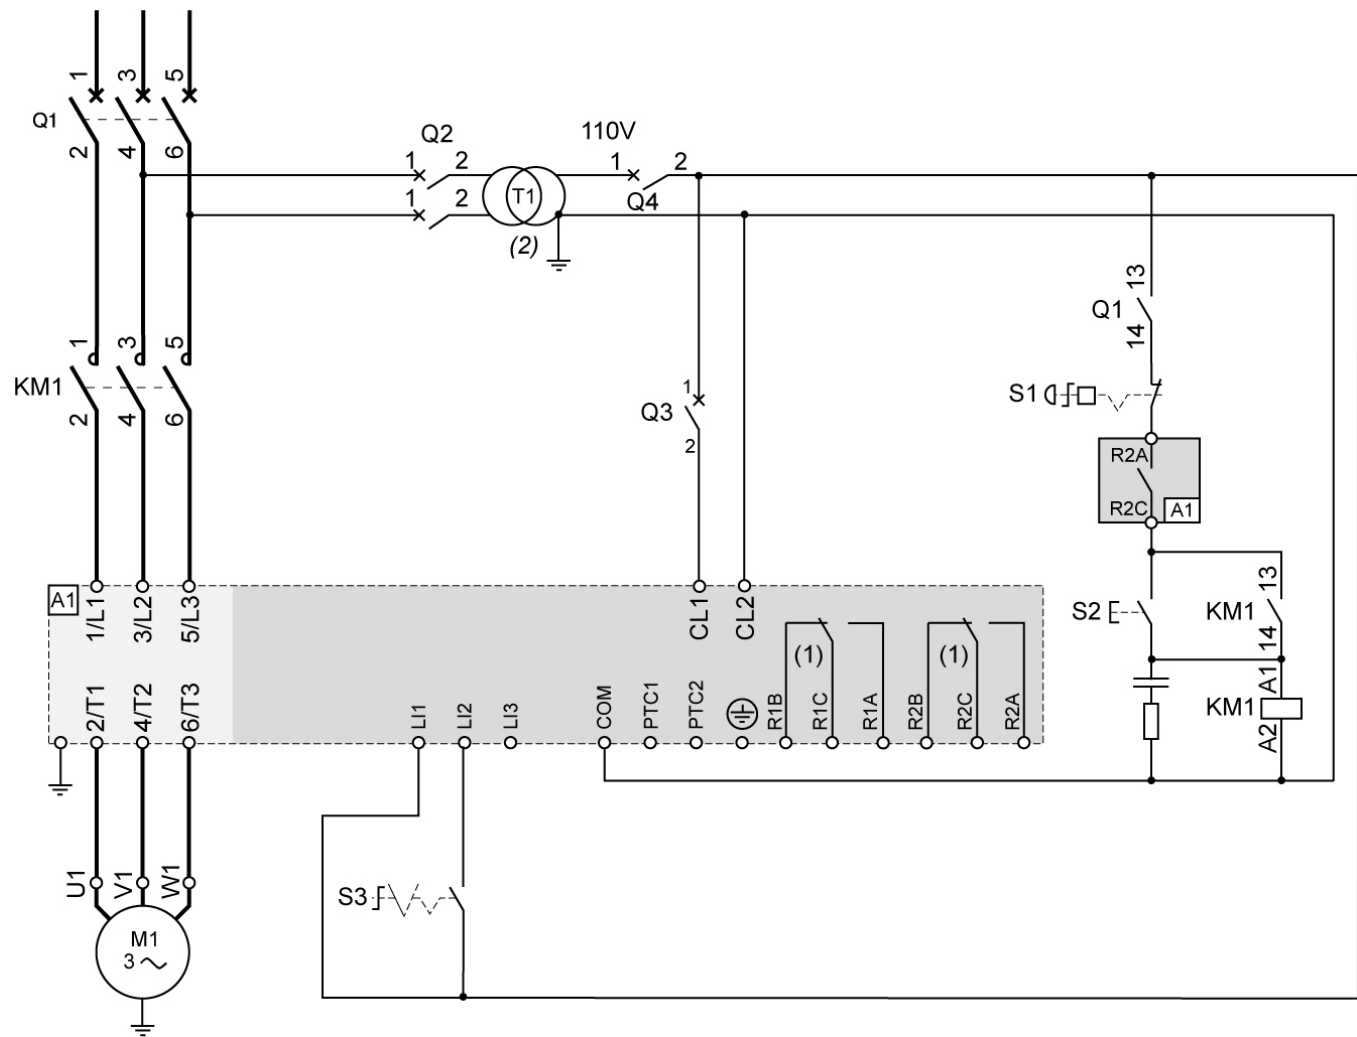 1 3 5
Q1
2 4 6
Q2 110V
1 2 1 2
T1
1 2 Q4
(2)
13
Q1
14
1 3 5
KM1
2 4 6
1
Q3
2
S1
R2A
R2C A1
A1 1/L1 3/L2 5/L3 CL1 CL2
13
S2 KM1
14
(1) (1)
A1
KM1
A2
2/T1 4/T2 6/T3 LI1 LI2 LI3 COM PTC1 PTC2 R1B R1C R1A R2B R2C R2A
U1 V1 W1
S3
M1
3